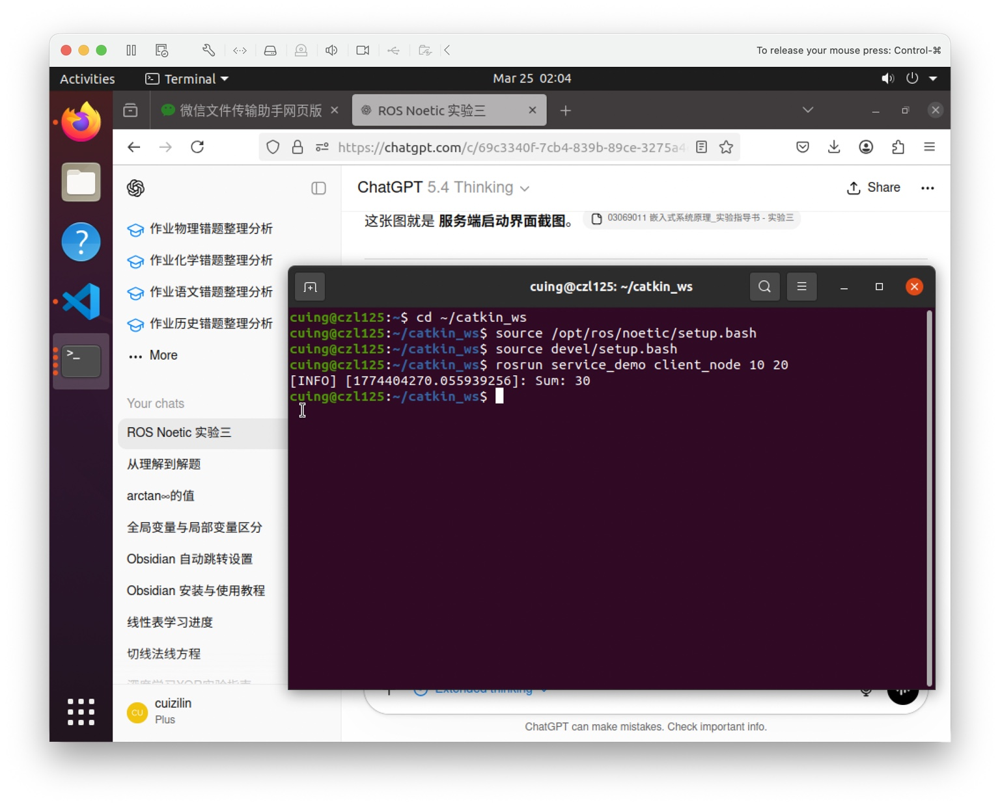 To release your mouse press: Control-⌘
Activities
Terminal
Mar 25 02:04
微信文件传输助手网页版
ROS Noetic 实验三
https://chatgpt.com/c/69c3340f-7cb4-839b-89ce-3275a4
ChatGPT 5.4 Thinking
Share
作业物理错题整理分析
作业化学错题整理分析
作业语文错题整理分析
作业历史错题整理分析
More
Your chats
ROS Noetic 实验三
从理解到解题
arctan∞的值
全局变量与局部变量区分
Obsidian 自动跳转设置
Obsidian 安装与使用教程
线性表学习进度
切线法线方程
CU
cuizilin
Plus
这张图就是 服务端启动界面截图。
03069011 嵌入式系统原理_实验指导书 - 实验三
cuing@czl125: ~/catkin_ws
cuing@czl125:~$ cd ~/catkin_ws
cuing@czl125:~/catkin_ws$ source /opt/ros/noetic/setup.bash
cuing@czl125:~/catkin_ws$ source devel/setup.bash
cuing@czl125:~/catkin_ws$ rosrun service_demo client_node 10 20
[INFO] [1774404270.055939256]: Sum: 30
cuing@czl125:~/catkin_ws$
Extended thinking
ChatGPT can make mistakes. Check important info.